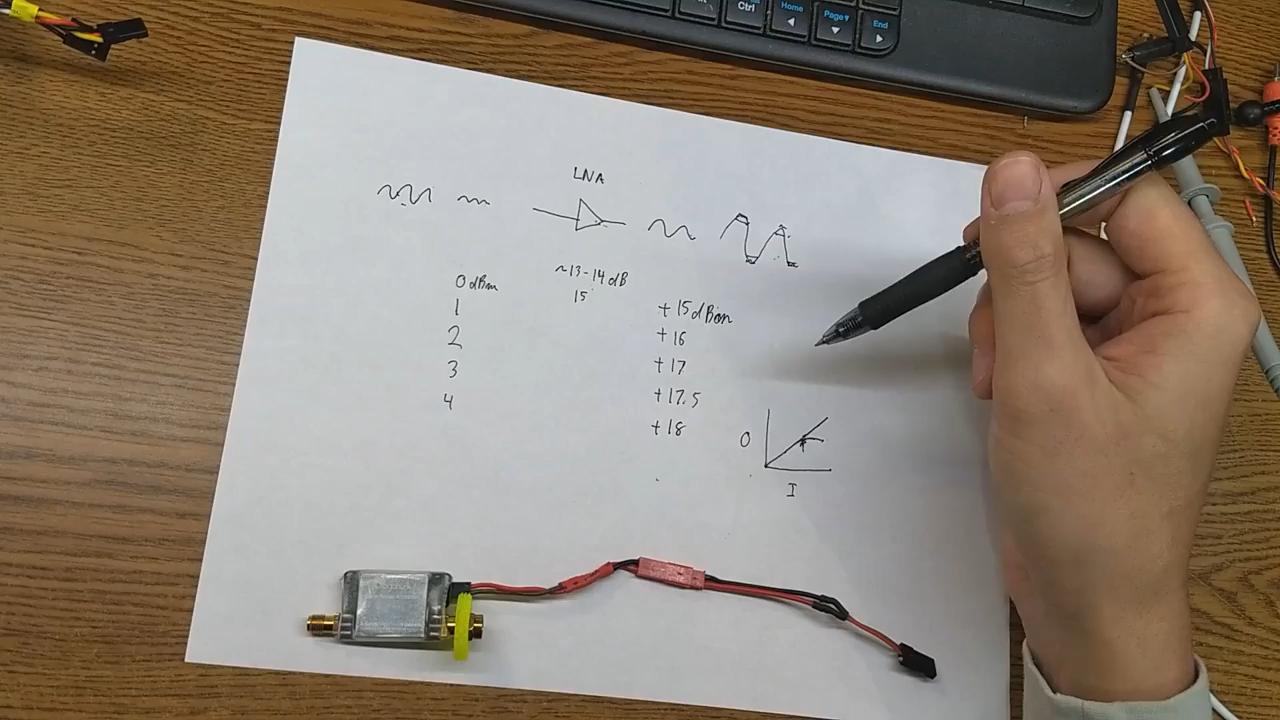 Ctrl
Home
Page
End
LNA
~13-14 dB
15
0 dBm
1
2
3
4
+ 15 dBm
+ 16
+ 17
+ 17.5
+ 18
O
I